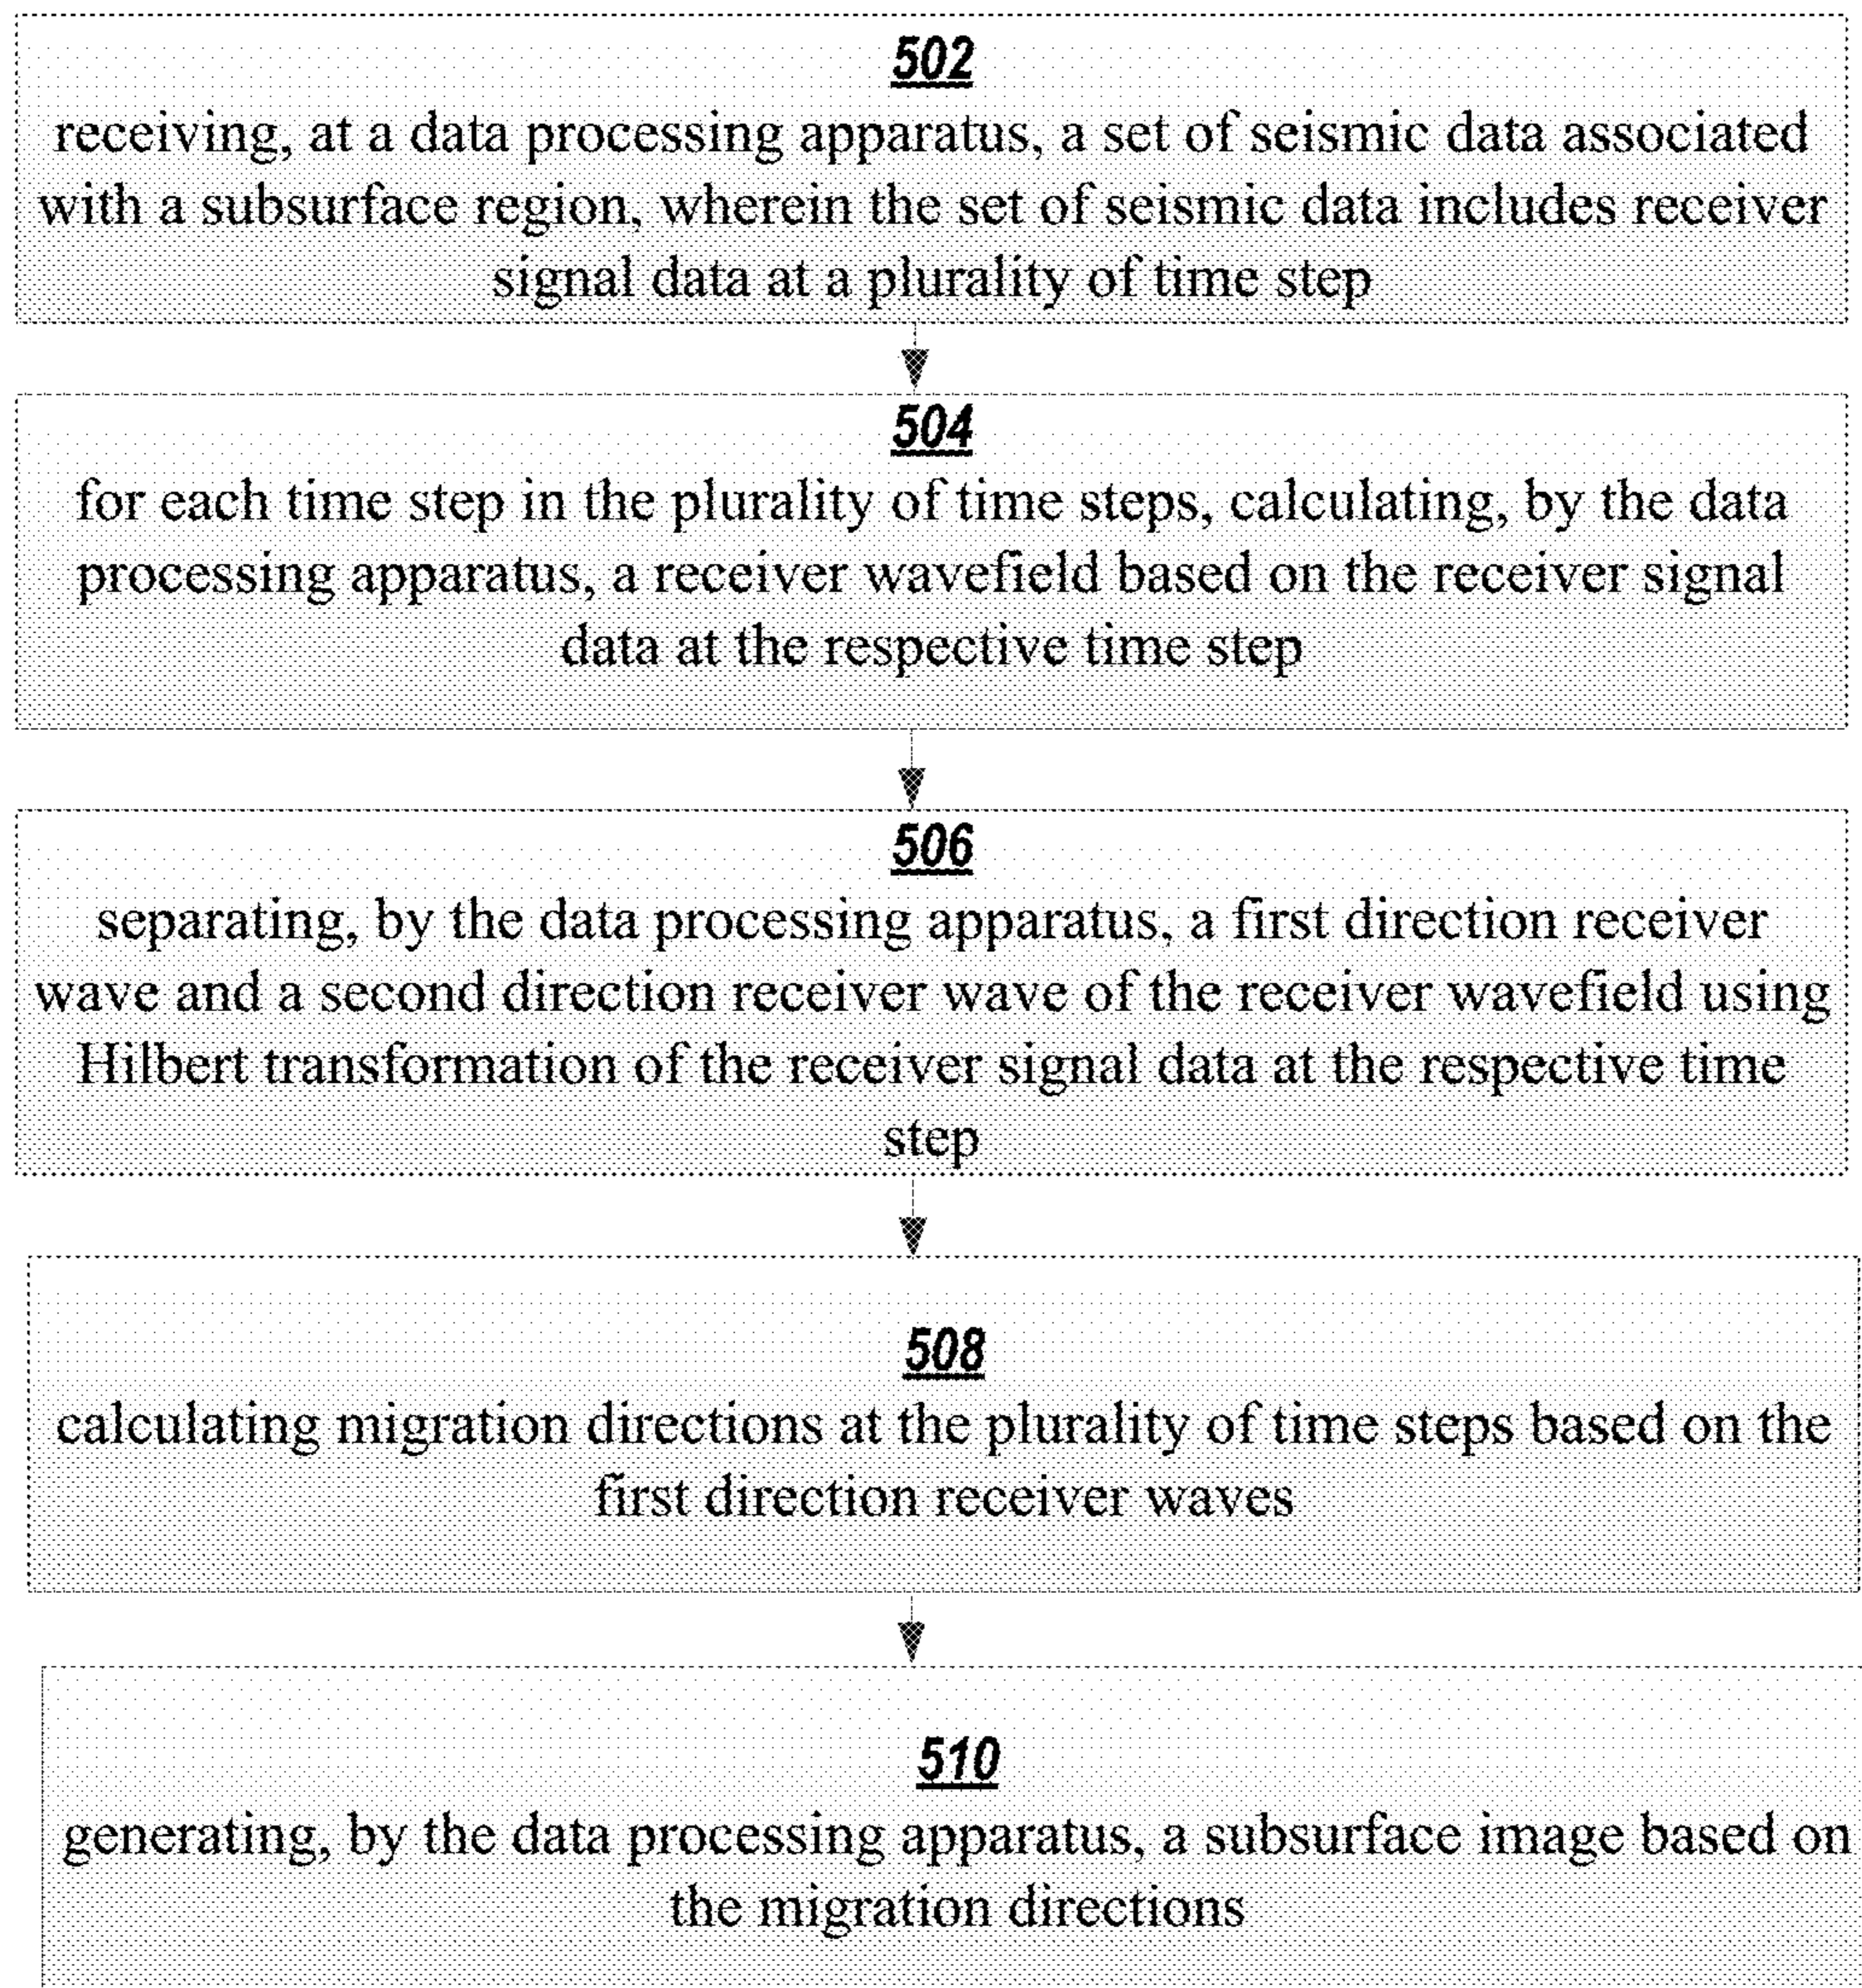 502
receiving, at a data processing apparatus, a set of seismic data associated
with a subsurface region, wherein the set of seismic data includes receiver
signal data at a plurality of time step
504
for each time step in the plurality of time steps, calculating, by the data
processing apparatus, a receiver wavefield based on the receiver signal
data at the respective time step
506
separating, by the data processing apparatus, a first direction receiver
wave and a second direction receiver wave of the receiver wavefield using
Hilbert transformation of the receiver signal data at the respective time
step
508
calculating migration directions at the plurality of time steps based on the
first direction receiver waves
510
generating, by the data processing apparatus, a subsurface image based on
the migration directions